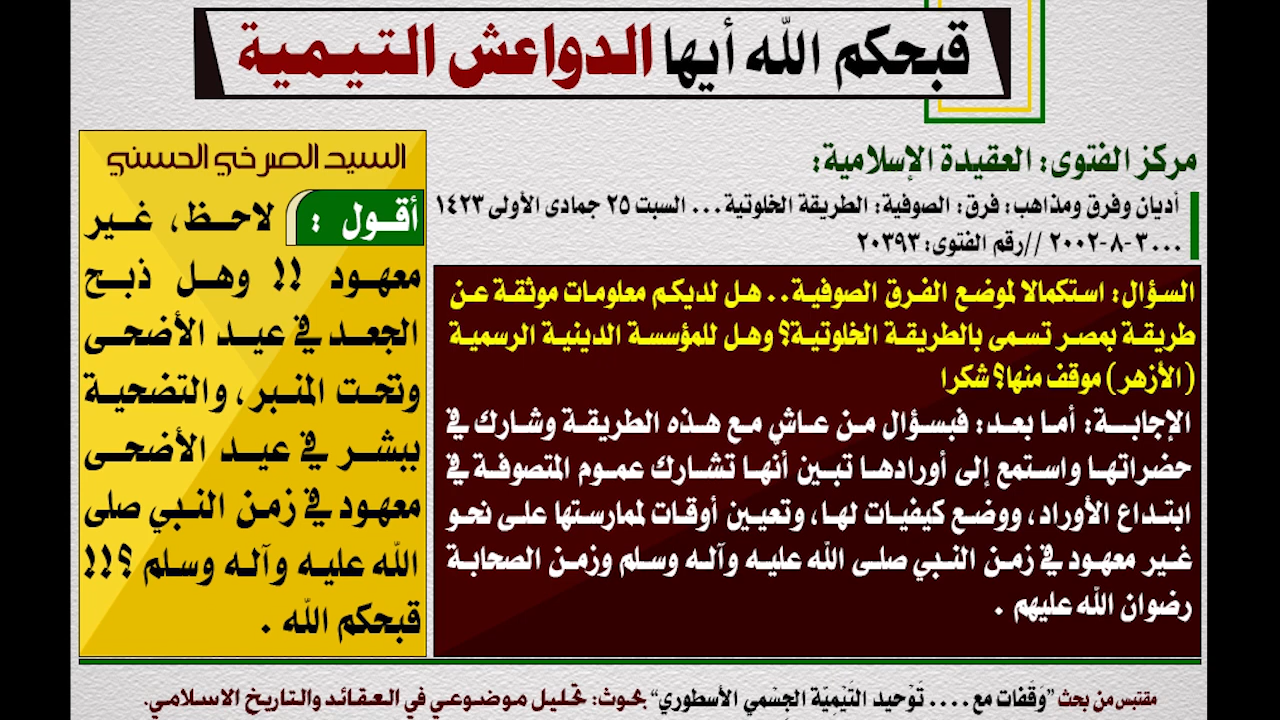 قبحكم الله أيها الدواعش التيمية
مركز الفتوى: العقيدة الإسلامية:
أديان وفرق ومذاهب: فرق: الصوفية: الطريقة الخلوتية... السبت ٢٥ جمادى الأولى ١٤٢٣
...٣-٨-٢٠٠٢ //رقم الفتوى: ٢٠٣٩٣
السؤال: استكمالا لموضع الفرق الصوفية.. هل لديكم معلومات موثقة عن
طريقة بمصر تسمى بالطريقة الخلوتية؟ وهل للمؤسسة الدينية الرسمية
(الأزهر) موقف منها؟ شكرا
الإجابة: أما بعد: فبسؤال من عاشٍ مع هذه الطريقة وشارك في
حضراتها واستمع إلى أورادها تبين أنها تشارك عموم المتصوفة في
ابتداع الأوراد، ووضع كيفيات لها، وتعيين أوقات لممارستها على نحو
غير معهود في زمن النبي صلى الله عليه وآله وسلم وزمن الصحابة
رضوان الله عليهم .
السيد الصرخي الحسني
أقول : لاحظ، غير
معهود !! وهل ذبح
الجعد في عيد الأضحى
وتحت المنبر، والتضحية
ببشر في عيد الأضحى
معهود في زمن النبي صلى
الله عليه وآله وسلم ؟!!
قبحكم الله .
مقتبس من بحث "وَقَفات مع.... تَوْحيد التَيْمِيّة الجِسْمي الأسطوري" بحوث: تحليل موضوعي في العقائد والتاريخ الاسلامي.